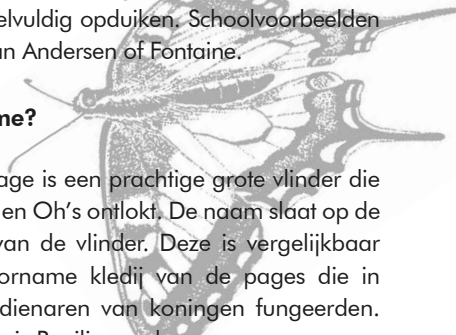 elvuldig opduiken. Schoolvoorbeelden
an Andersen of Fontaine.
me?
age is een prachtige grote vlinder die
en Oh's ontlokt. De naam slaat op de
van de vlinder. Deze is vergelijkbaar
orname kledij van de pages die in
dienaren van koningen fungeerden.